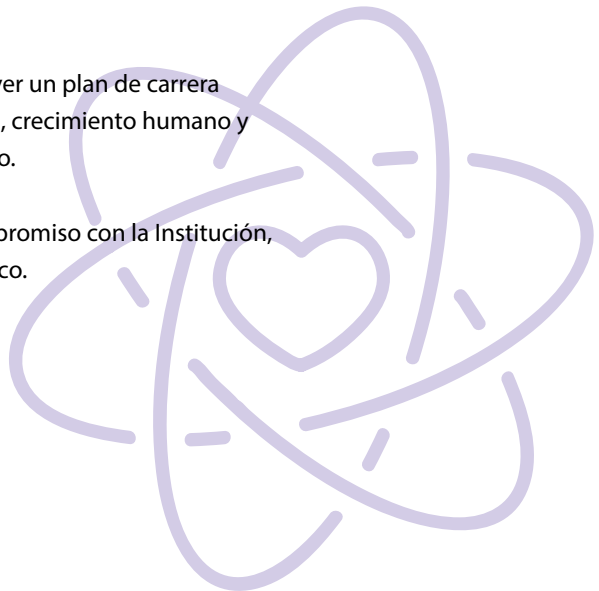 ver un plan de carrera
, crecimiento humano y
o.
promiso con la Institución,
co.